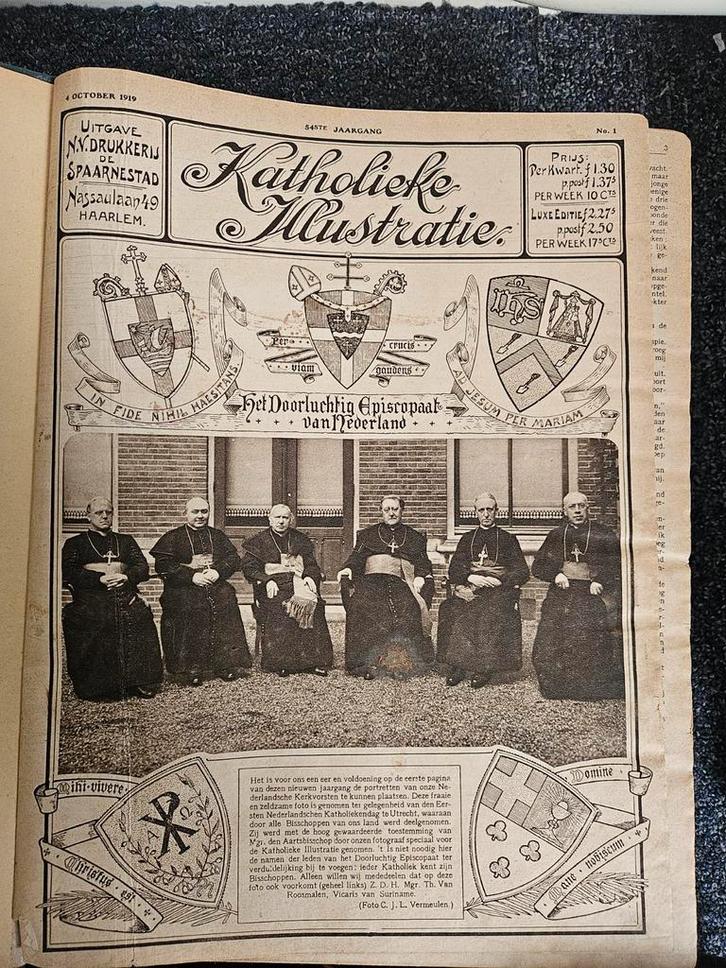 4 OCTOBER 1919
54STE JAARGANG
No. 1
UITGAVE
N.V. DRUKKERIJ
DE
SPAARNESTAD
Nassaulaan 49
HAARLEM.
Katholieke
Illustratie.
PRIJS:
Per Kwart. f 1.30
p.post f 1.37⁵
PER WEEK 10 CTS
LUXE EDITIE f 2.27⁵
p.post f 2.50
PER WEEK 17⁵ CTS
IN FIDE NIHIL HAESITANS
Per crucis
viam gaudens
AD JESUM PER MARIAM
ihs
Het Doorluchtig Episcopaat
van Nederland
Mihi vivere
Christus est
Domine
Mane nobiscum
Het is voor ons een eer en voldoening op de eerste pagina
van dezen nieuwen jaargang de portretten van onze Ne-
derlandsche Kerkvorsten te kunnen plaatsen. Deze fraaie
en zeldzame foto is genomen ter gelegenheid van den Eer-
sten Nederlandschen Katholiekendag te Utrecht, waaraan
door alle Bisschoppen van ons land werd deelgenomen.
Zij werd met de hoog gewaardeerde toestemming van
Mgr. den Aartsbisschop door onzen fotograaf speciaal voor
de Katholieke Illustratie genomen. 't Is niet noodig hier
de namen der leden van het Doorluchtig Episcopaat ter
verduidelijking bij te voegen: ieder Katholiek kent zijn
Bisschoppen. Alleen willen wij mededeelen dat op deze
foto ook voorkomt (geheel links) Z. D. H. Mgr. Th. Van
Roosmalen, Vicaris van Suriname.
(Foto C. J. L. Vermeulen.)